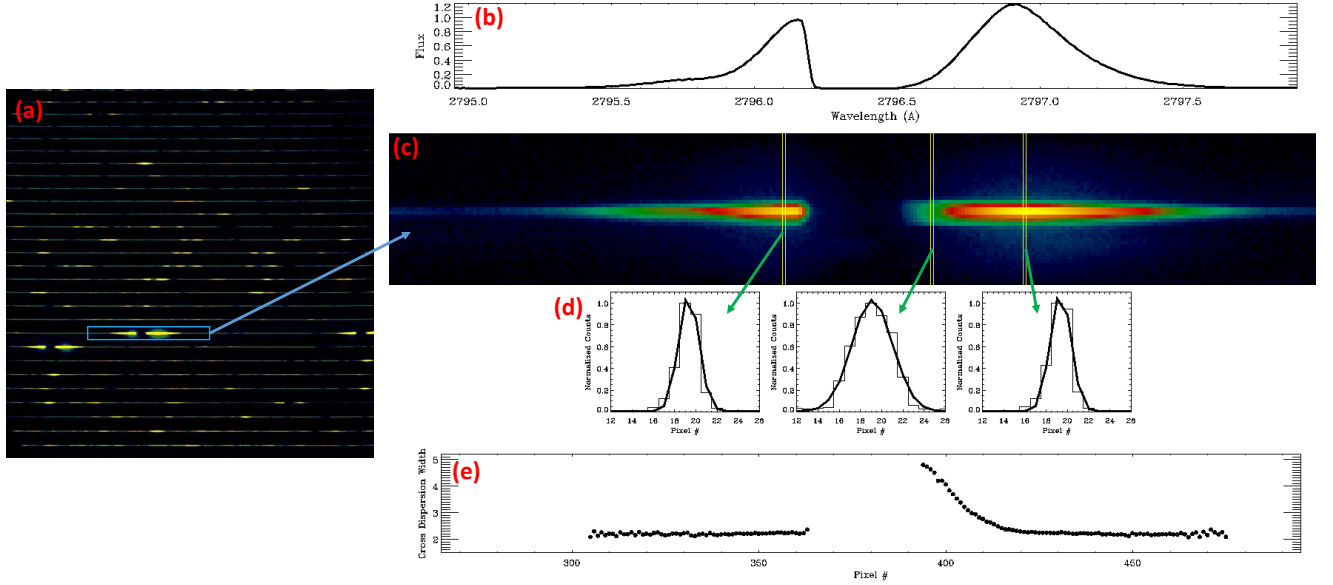 (a)
(b)
Flux
1.2
1.0
0.8
0.6
0.4
0.2
0.0
2795.0 2795.5 2796.0 2796.5 2797.0 2797.5
Wavelength (A)
(c)
(d)
Normalized Counts
1.0
0.8
0.6
0.4
0.2
0.0
12 14 16 18 20 22 24 26
Pixel #
Normalized Counts
1.0
0.8
0.6
0.4
0.2
0.0
12 14 16 18 20 22 24 26
Pixel #
Normalized Counts
1.0
0.8
0.6
0.4
0.2
0.0
12 14 16 18 20 22 24 26
Pixel #
(e)
Cross Dispersion Width
5
4
3
2
300 350 400 450
Pixel #